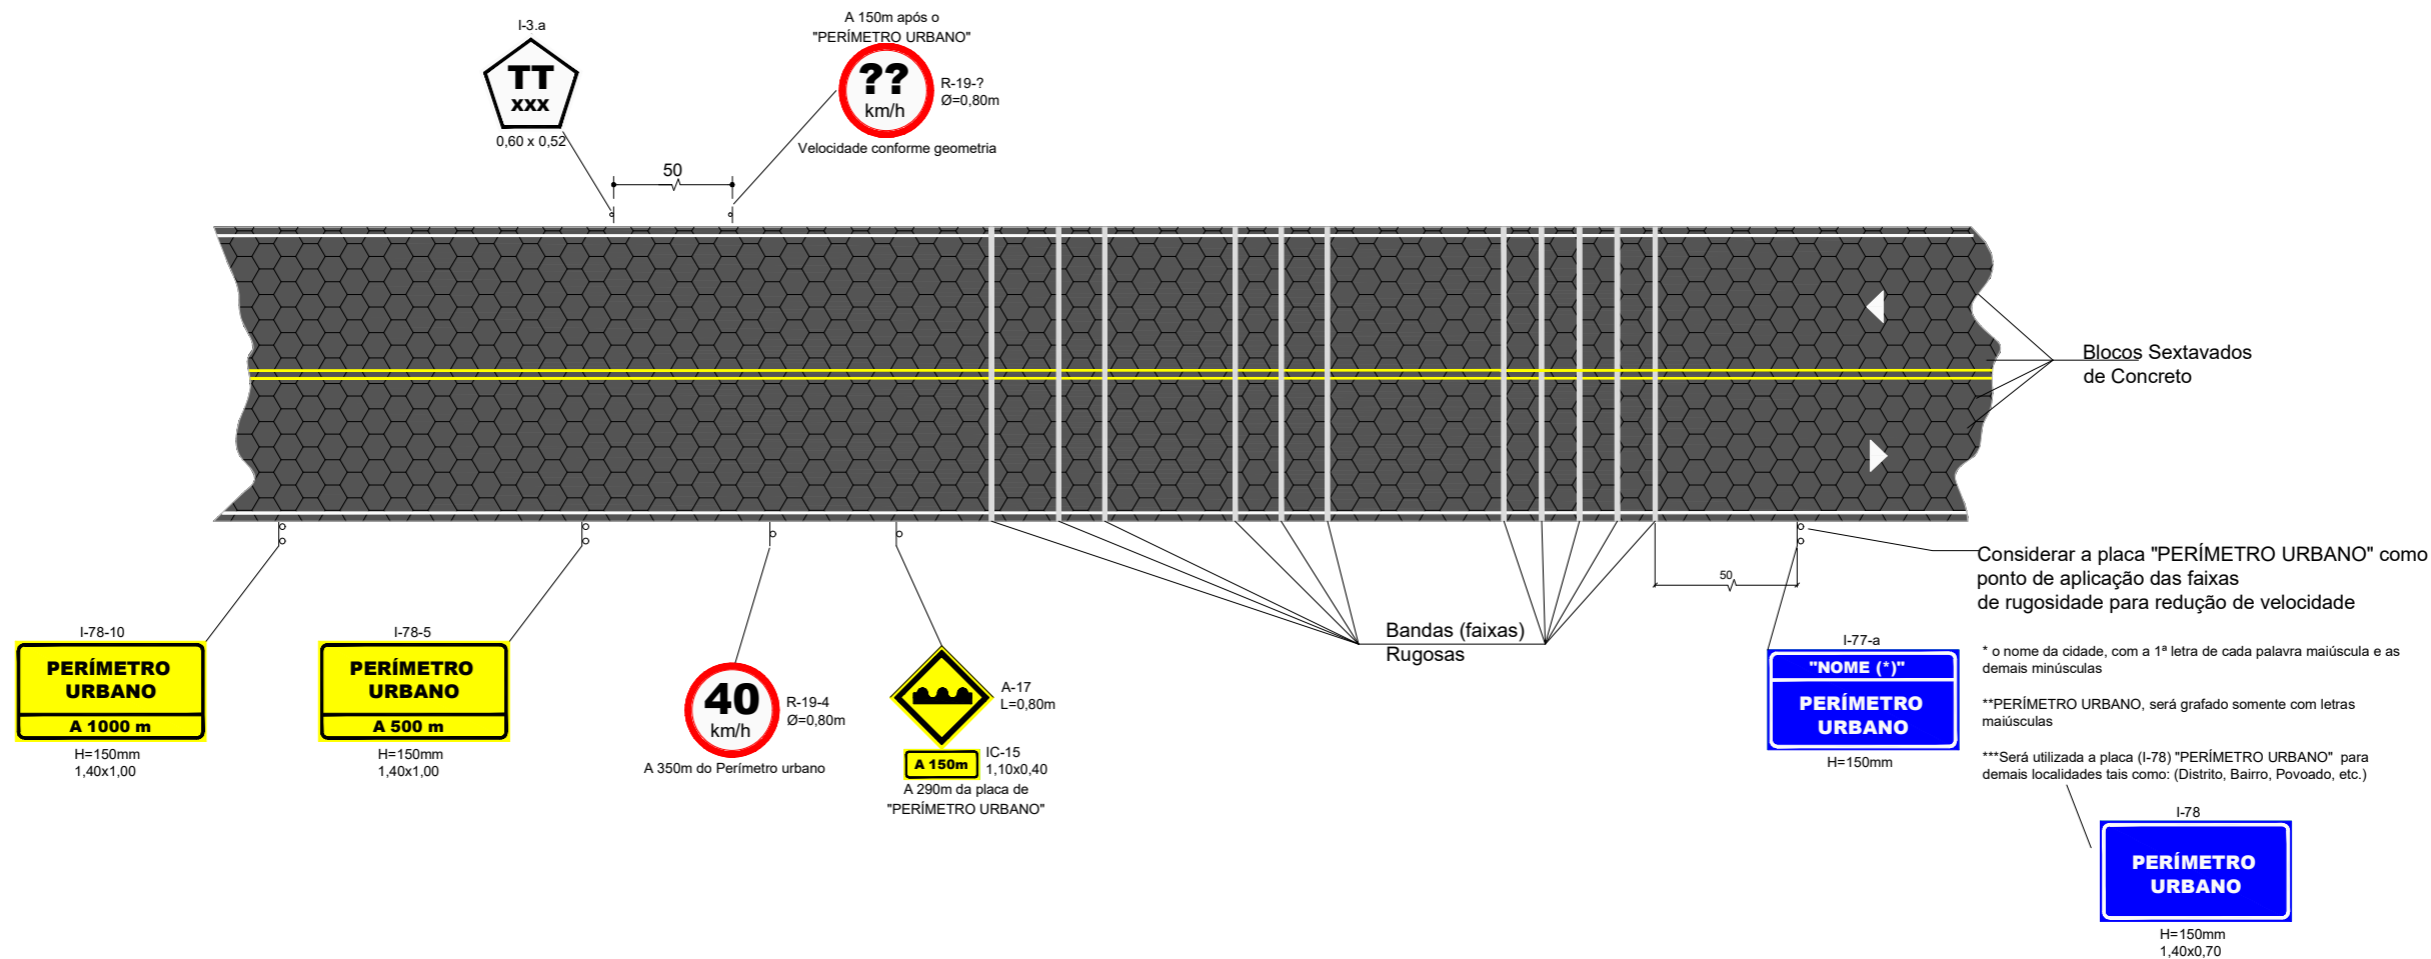 I-3.a
TT
xxx
0,60 x 0,52
A 150m após o
"PERÍMETRO URBANO"
??
km/h
R-19-?
Ø=0,80m
Velocidade conforme geometria
50
Blocos Sextavados
de Concreto
50
Considerar a placa "PERÍMETRO URBANO" como
ponto de aplicação das faixas
de rugosidade para redução de velocidade
Bandas (faixas)
Rugosas
I-78-10
PERÍMETRO
URBANO
A 1000 m
H=150mm
1,40x1,00
I-78-5
PERÍMETRO
URBANO
A 500 m
H=150mm
1,40x1,00
40
km/h
R-19-4
Ø=0,80m
A 350m do Perímetro urbano
A-17
L=0,80m
A 150m
IC-15
1,10x0,40
A 290m da placa de
"PERÍMETRO URBANO"
I-77-a
"NOME (*)"
PERÍMETRO
URBANO
H=150mm
* o nome da cidade, com a 1ª letra de cada palavra maiúscula e as
demais minúsculas
**PERÍMETRO URBANO, será grafado somente com letras
maiúsculas
***Será utilizada a placa (I-78) "PERÍMETRO URBANO" para
demais localidades tais como: (Distrito, Bairro, Povoado, etc.)
I-78
PERÍMETRO
URBANO
H=150mm
1,40x0,70